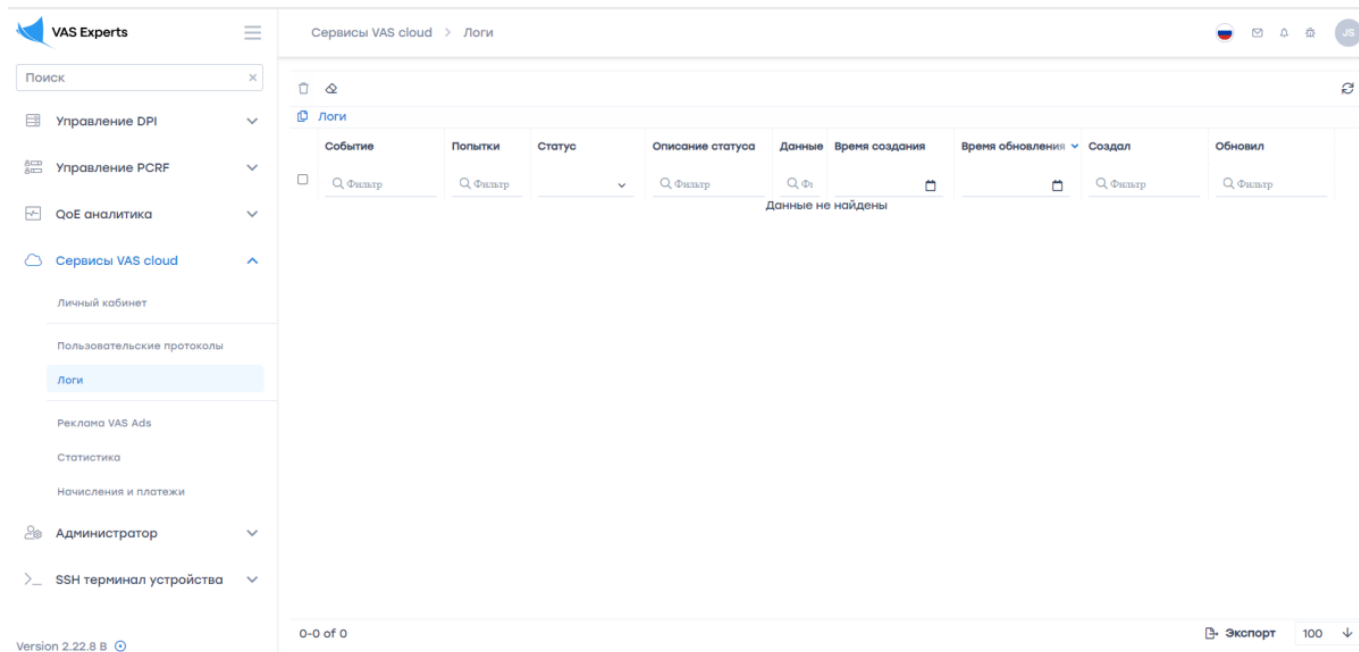 VAS Experts
Сервисы VAS cloud > Логи
JS
Поиск
Управление DPI
Управление PCRF
QoE аналитика
Сервисы VAS cloud
Личный кабинет
Пользовательские протоколы
Логи
Реклама VAS Ads
Статистика
Начисления и платежи
Администратор
>_ SSH терминал устройства
Version 2.22.8 B
Логи
Событие Попытки Статус Описание статуса Данные Время создания Время обновления Создал Обновил
Фильтр Фильтр Фильтр Фи Фильтр Фильтр
Данные не найдены
0-0 of 0
Экспорт 100